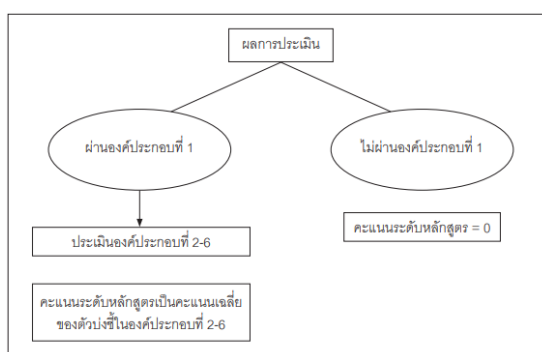 ผลการประเมิน
ผ่านองค์ประกอบที่ 1
ไม่ผ่านองค์ประกอบที่ 1
ประเมินองค์ประกอบที่ 2-6
คะแนนระดับหลักสูตร = 0
คะแนนระดับหลักสูตรเป็นคะแนนเฉลี่ย
ของตัวบ่งชี้ในองค์ประกอบที่ 2-6